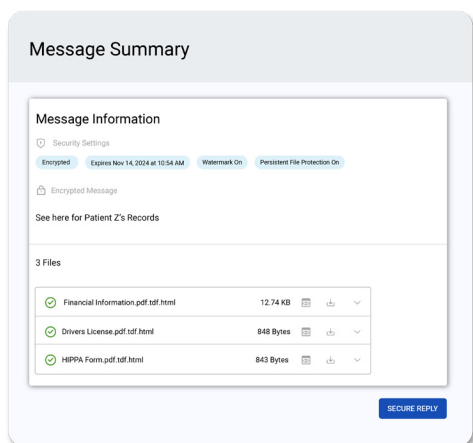 Message Summary
Message Information
Security Settings
Encrypted Expires Nov 14, 2024 at 10:54 AM Watermark On Persistent File Protection On
Encrypted Message
See here for Patient Z's Records
3 Files
Financial Information.pdf.tdf.html 12.74 KB
Drivers License.pdf.tdf.html 848 Bytes
HIPPA Form.pdf.tdf.html 843 Bytes
SECURE REPLY